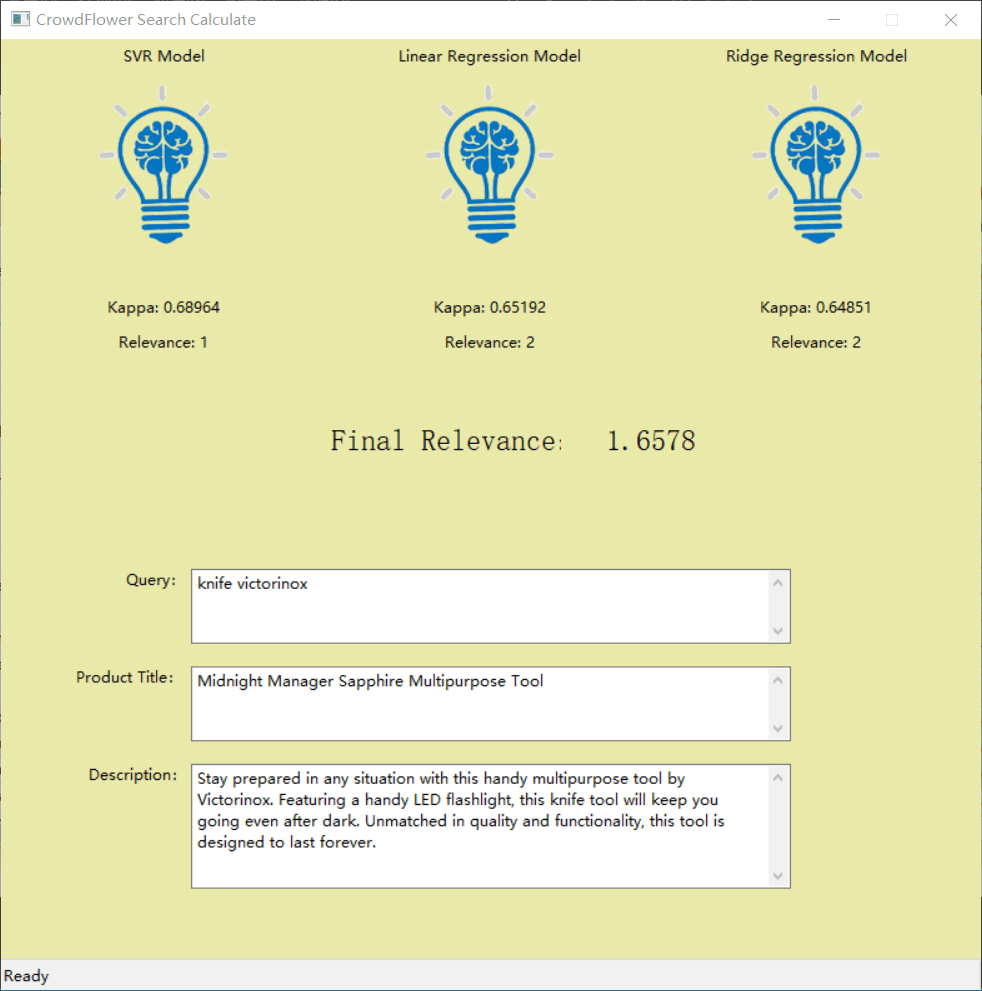 CrowdFlower Search Calculate
SVR Model
Linear Regression Model
Ridge Regression Model
Kappa: 0.68964
Kappa: 0.65192
Kappa: 0.64851
Relevance: 1
Relevance: 2
Relevance: 2
Final Relevance: 1.6578
Query:
knife victorinox
Product Title:
Midnight Manager Sapphire Multipurpose Tool
Description:
Stay prepared in any situation with this handy multipurpose tool by
Victorinox. Featuring a handy LED flashlight, this knife tool will keep you
going even after dark. Unmatched in quality and functionality, this tool is
designed to last forever.
Ready